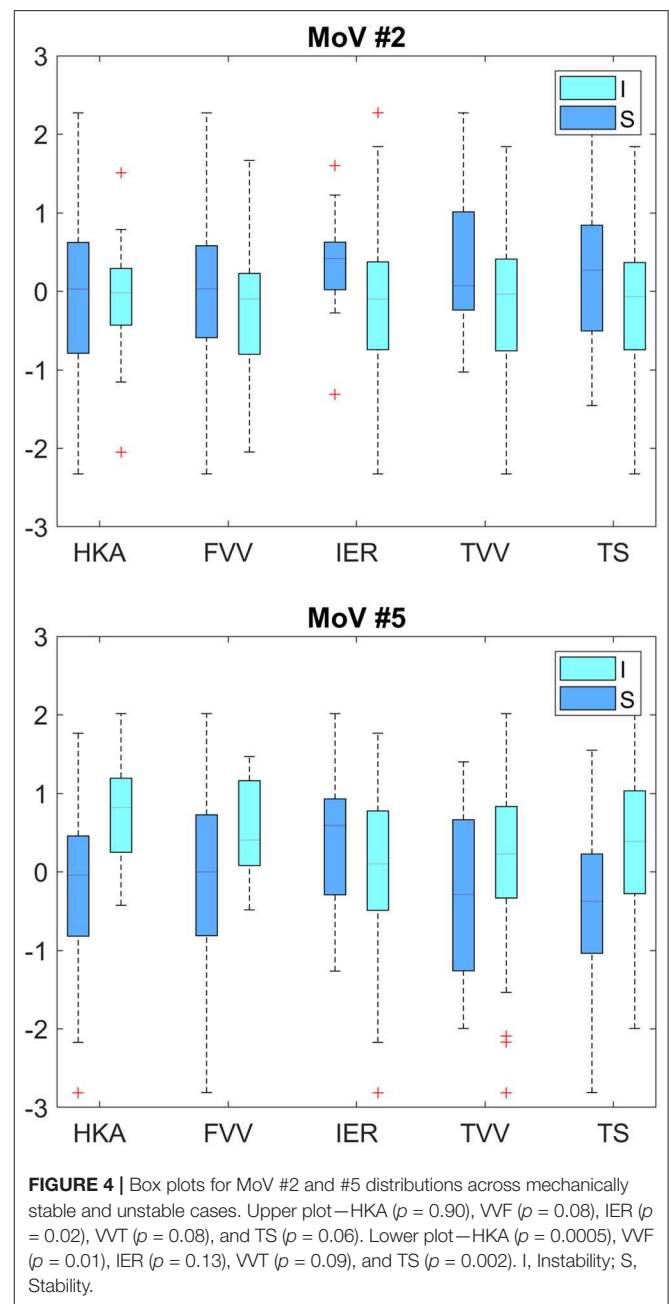 MoV #2
3
2
1
0
-1
-2
-3
I
S
HKA FVV IER TVV TS
MoV #5
3
2
1
0
-1
-2
-3
I
S
HKA FVV IER TVV TS
FIGURE 4 | Box plots for MoV #2 and #5 distributions across mechanically
stable and unstable cases. Upper plot—HKA (p = 0.90), VVF (p = 0.08), IER (p
= 0.02), VVT (p = 0.08), and TS (p = 0.06). Lower plot—HKA (p = 0.0005), VVF
(p = 0.01), IER (p = 0.13), VVT (p = 0.09), and TS (p = 0.002). I, Instability; S,
Stability.